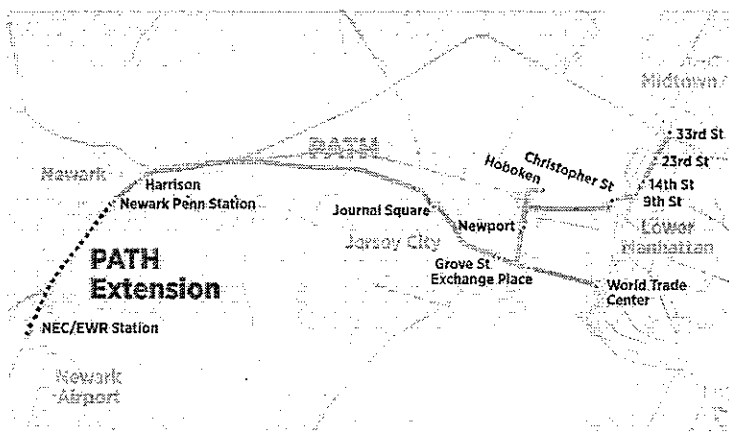 Midtown
33rd St
PATH
Christopher St
23rd St
Hoboken
Newark
Harrison
14th St
Newark Penn Station
9th St
Journal Square
Newport
Lower
Manhattan
Jersey City
PATH
Extension
Grove St
Exchange Place
World Trade
Center
NEC/EWR Station
Newark
Airport